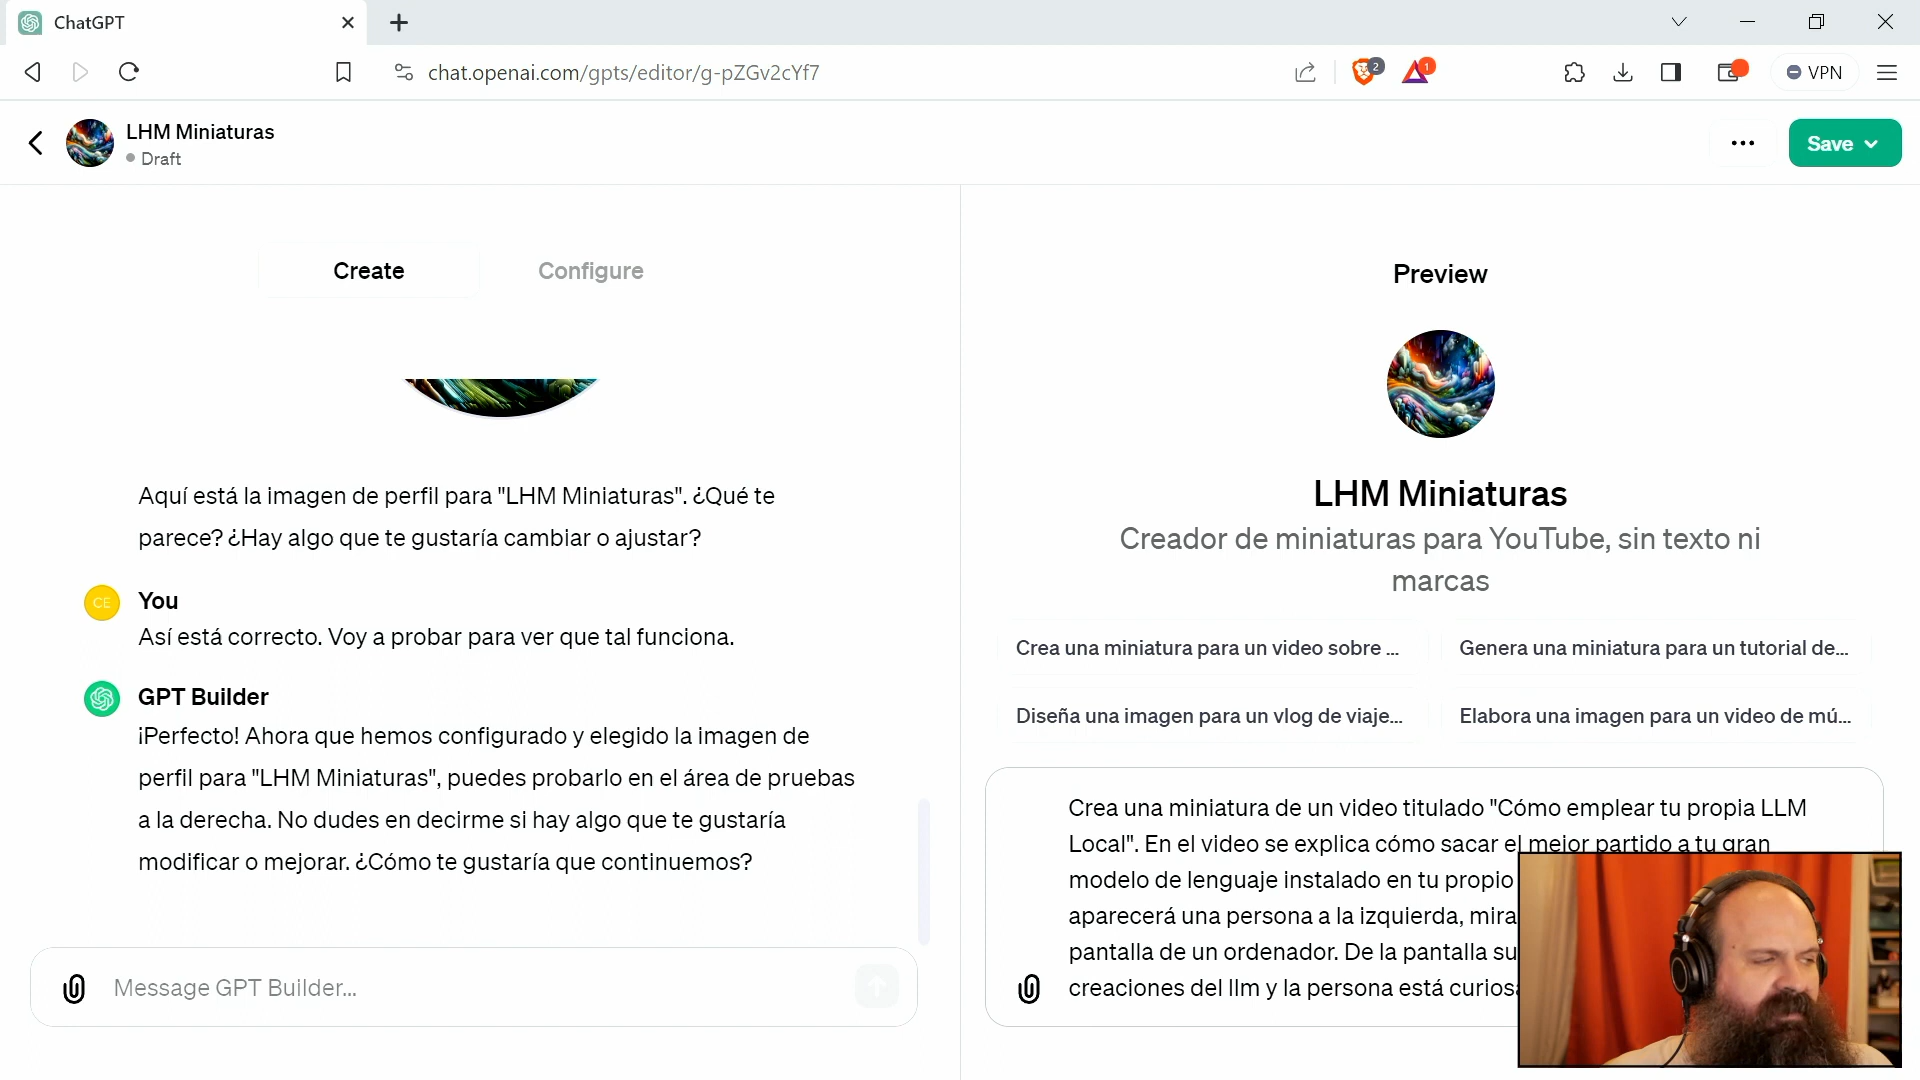 ChatGPT
chat.openai.com/gpts/editor/g-pZGv2cYf7
2
1
VPN
LHM Miniaturas
Draft
Save
Create
Configure
Aquí está la imagen de perfil para "LHM Miniaturas". ¿Qué te
parece? ¿Hay algo que te gustaría cambiar o ajustar?
CE
You
Así está correcto. Voy a probar para ver que tal funciona.
GPT Builder
¡Perfecto! Ahora que hemos configurado y elegido la imagen de
perfil para "LHM Miniaturas", puedes probarlo en el área de pruebas
a la derecha. No dudes en decirme si hay algo que te gustaría
modificar o mejorar. ¿Cómo te gustaría que continuemos?
Message GPT Builder...
Preview
LHM Miniaturas
Creador de miniaturas para YouTube, sin texto ni
marcas
Crea una miniatura para un video sobre ...
Genera una miniatura para un tutorial de...
Diseña una imagen para un vlog de viaje...
Elabora una imagen para un video de mú...
Crea una miniatura de un video titulado "Cómo emplear tu propia LLM
Local". En el video se explica cómo sacar el mejor partido a tu gran
modelo de lenguaje instalado en tu propio
aparecerá una persona a la izquierda,
pantalla de un ordenador. De la pantalla
creaciones del llm y la persona está